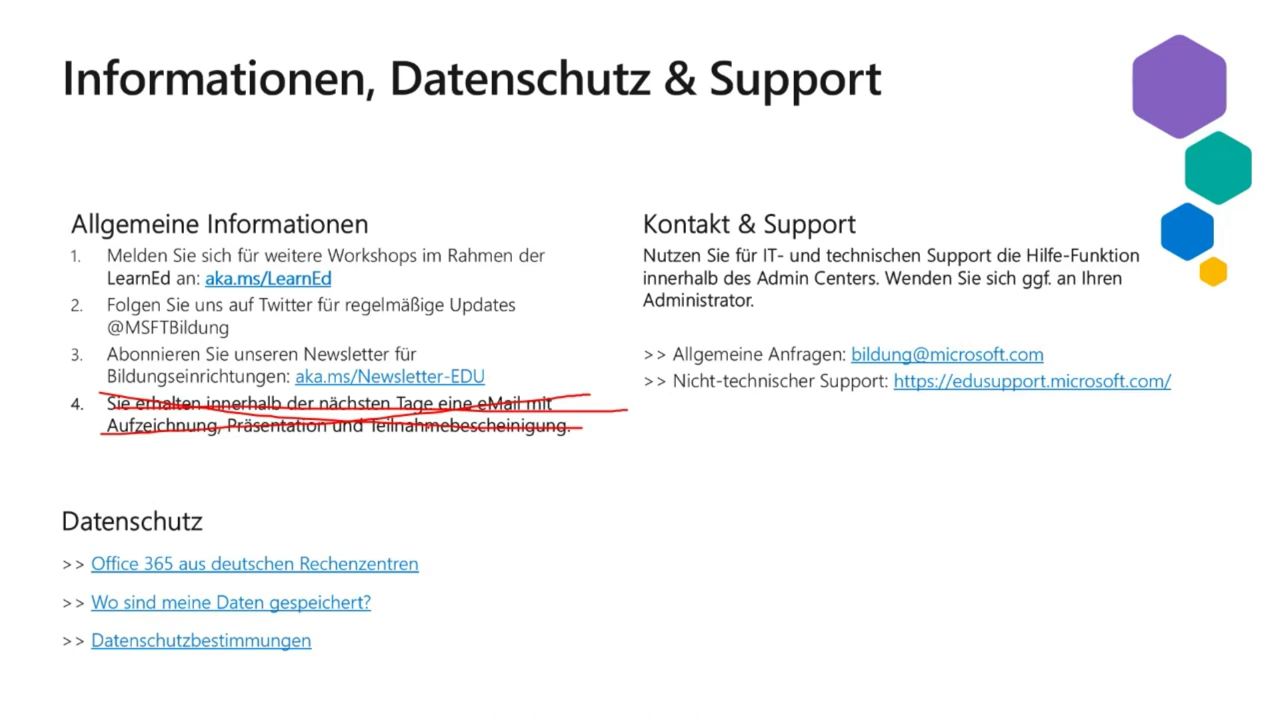 Informationen, Datenschutz & Support
Allgemeine Informationen
1. Melden Sie sich für weitere Workshops im Rahmen der
LearnEd an: aka.ms/LearnEd
2. Folgen Sie uns auf Twitter für regelmäßige Updates
@MSFTBildung
3. Abonnieren Sie unseren Newsletter für
Bildungseinrichtungen: aka.ms/Newsletter-EDU
4. Sie erhalten innerhalb der nächsten Tage eine eMail mit
Aufzeichnung, Präsentation und Teilnahmebescheinigung.
Kontakt & Support
Nutzen Sie für IT- und technischen Support die Hilfe-Funktion
innerhalb des Admin Centers. Wenden Sie sich ggf. an Ihren
Administrator.
>> Allgemeine Anfragen: bildung@microsoft.com
>> Nicht-technischer Support: https://edusupport.microsoft.com/
Datenschutz
>> Office 365 aus deutschen Rechenzentren
>> Wo sind meine Daten gespeichert?
>> Datenschutzbestimmungen